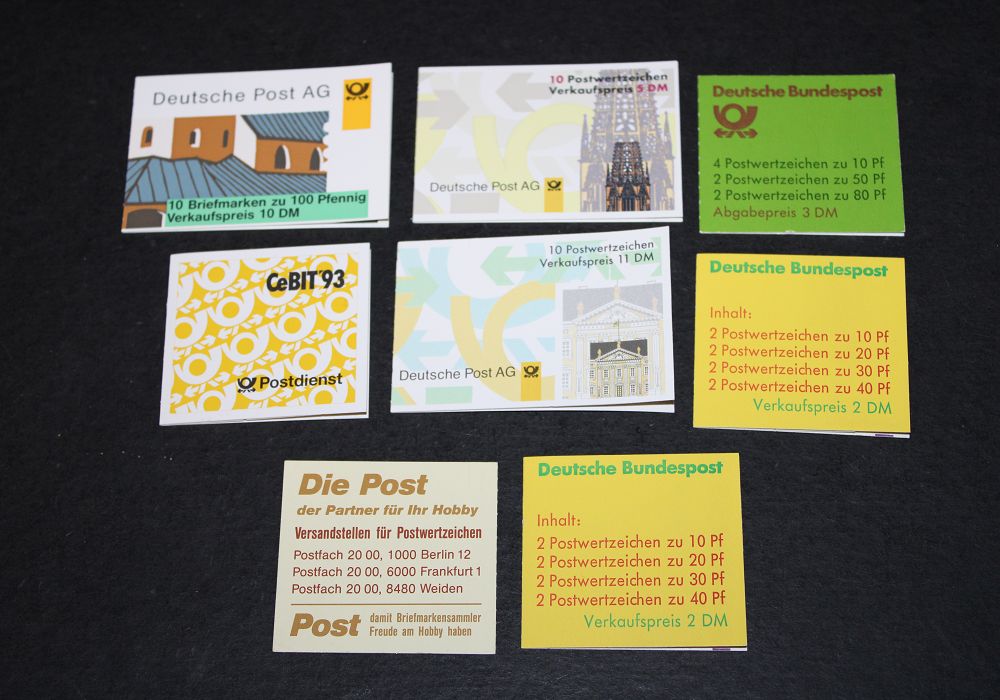 Deutsche Post AG
10 Briefmarken zu 100 Pfennig
Verkaufspreis 10 DM
10 Postwertzeichen
Verkaufspreis 5 DM
Deutsche Post AG
Deutsche Bundespost
4 Postwertzeichen zu 10 Pf
2 Postwertzeichen zu 50 Pf
2 Postwertzeichen zu 80 Pf
Abgabepreis 3 DM
CeBIT'93
Postdienst
10 Postwertzeichen
Verkaufspreis 11 DM
Deutsche Post AG
Deutsche Bundespost
Inhalt:
2 Postwertzeichen zu 10 Pf
2 Postwertzeichen zu 20 Pf
2 Postwertzeichen zu 30 Pf
2 Postwertzeichen zu 40 Pf
Verkaufspreis 2 DM
Die Post
der Partner für Ihr Hobby
Versandstellen für Postwertzeichen
Postfach 20 00, 1000 Berlin 12
Postfach 20 00, 6000 Frankfurt 1
Postfach 20 00, 8480 Weiden
Post
damit Briefmarkensammler
Freude am Hobby haben
Deutsche Bundespost
Inhalt:
2 Postwertzeichen zu 10 Pf
2 Postwertzeichen zu 20 Pf
2 Postwertzeichen zu 30 Pf
2 Postwertzeichen zu 40 Pf
Verkaufspreis 2 DM